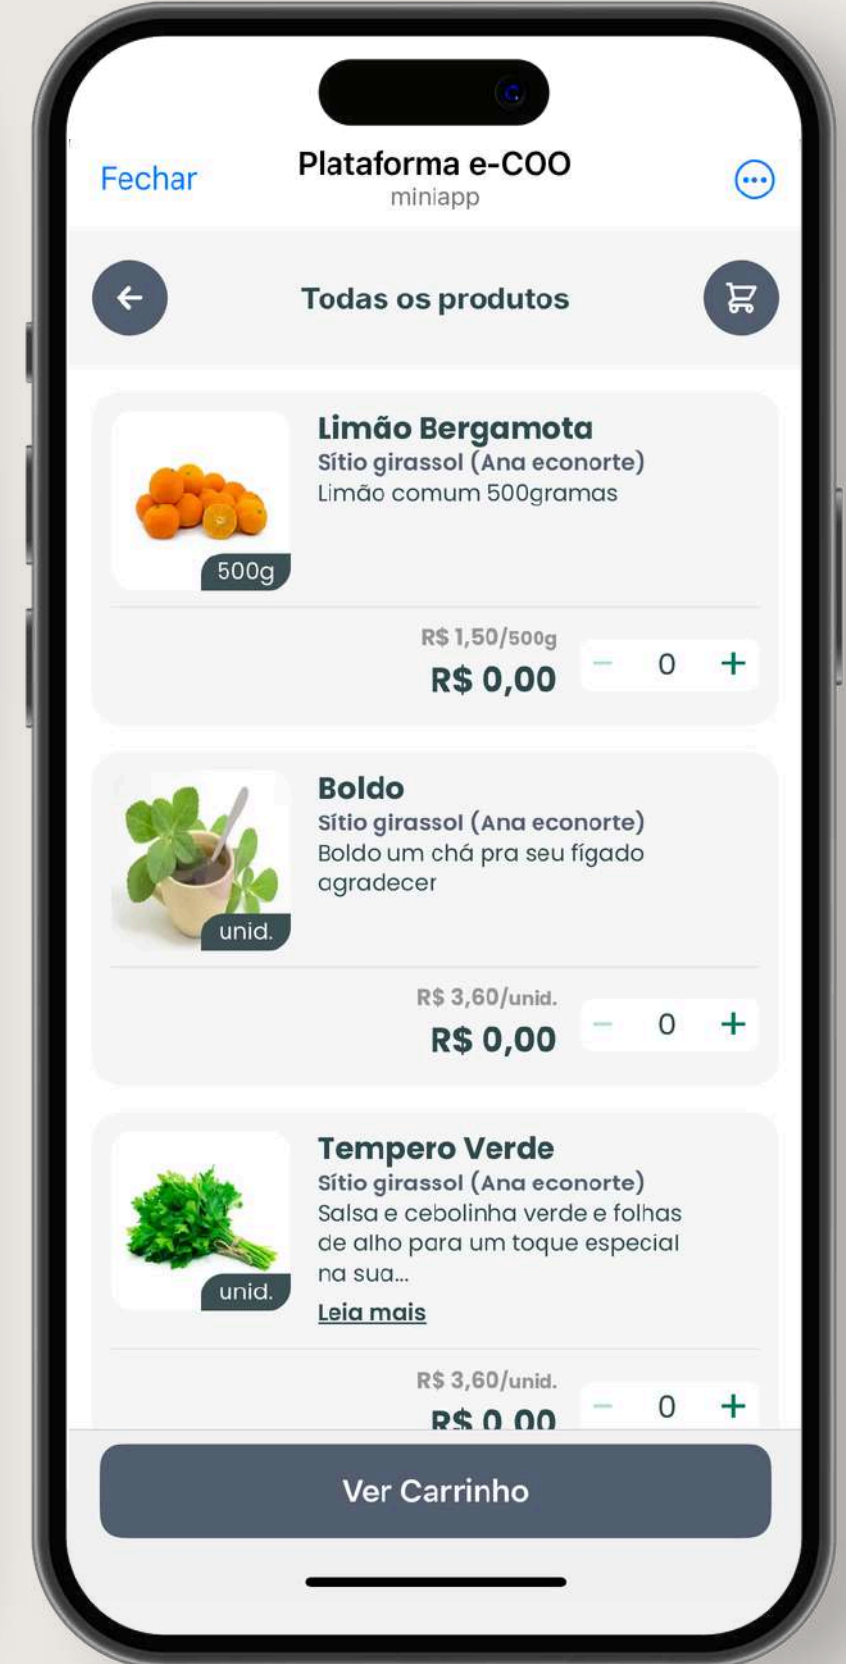 Fechar
Plataforma e-COO
miniapp
Todas os produtos
Limão Bergamota
Sítio girassol (Ana econorte)
Limão comum 500gramas
500g
R$ 1,50/500g
R$ 0,00
− 0 +
Boldo
Sítio girassol (Ana econorte)
Boldo um chá pra seu fígado
agradecer
unid.
R$ 3,60/unid.
R$ 0,00
− 0 +
Tempero Verde
Sítio girassol (Ana econorte)
Salsa e cebolinha verde e folhas
de alho para um toque especial
na sua...
Leia mais
unid.
R$ 3,60/unid.
R$ 0,00
− 0 +
Ver Carrinho